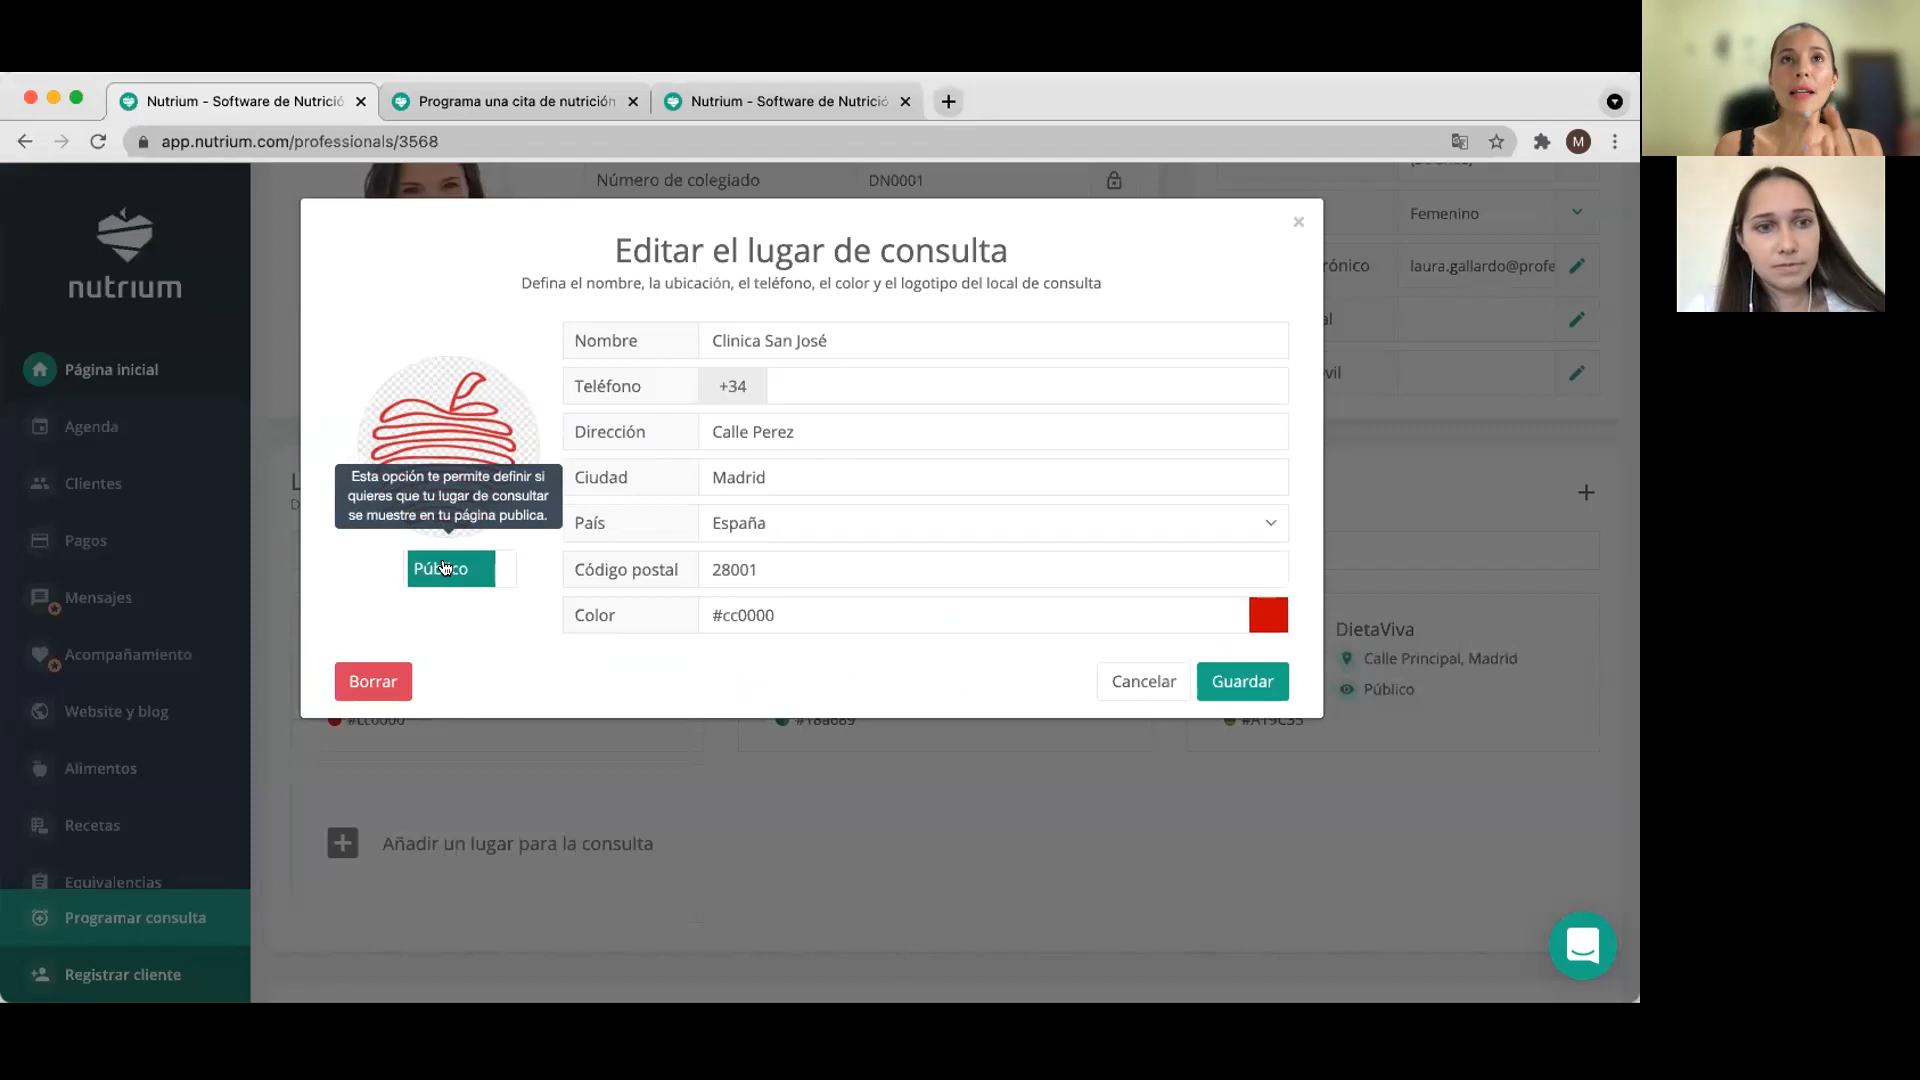 Nutrium - Software de Nutrició
Programa una cita de nutrición
Nutrium - Software de Nutrició
app.nutrium.com/professionals/3568
M
nutrium
Página inicial
Agenda
Clientes
Pagos
Mensajes
Acompañamiento
Website y blog
Alimentos
Recetas
Equivalencias
Programar consulta
Registrar cliente
Número de colegiado
DN0001
Femenino
rónico
laura.gallardo@profe
al
vil
Editar el lugar de consulta
Defina el nombre, la ubicación, el teléfono, el color y el logotipo del local de consulta
Esta opción te permite definir si
quieres que tu lugar de consultar
se muestre en tu página publica.
Público
Nombre
Clinica San José
Teléfono
+34
Dirección
Calle Perez
Ciudad
Madrid
País
España
Código postal
28001
Color
#cc0000
Borrar
Cancelar
Guardar
#cc0000
#18a689
#A19C35
DietaViva
Calle Principal, Madrid
Público
Añadir un lugar para la consulta